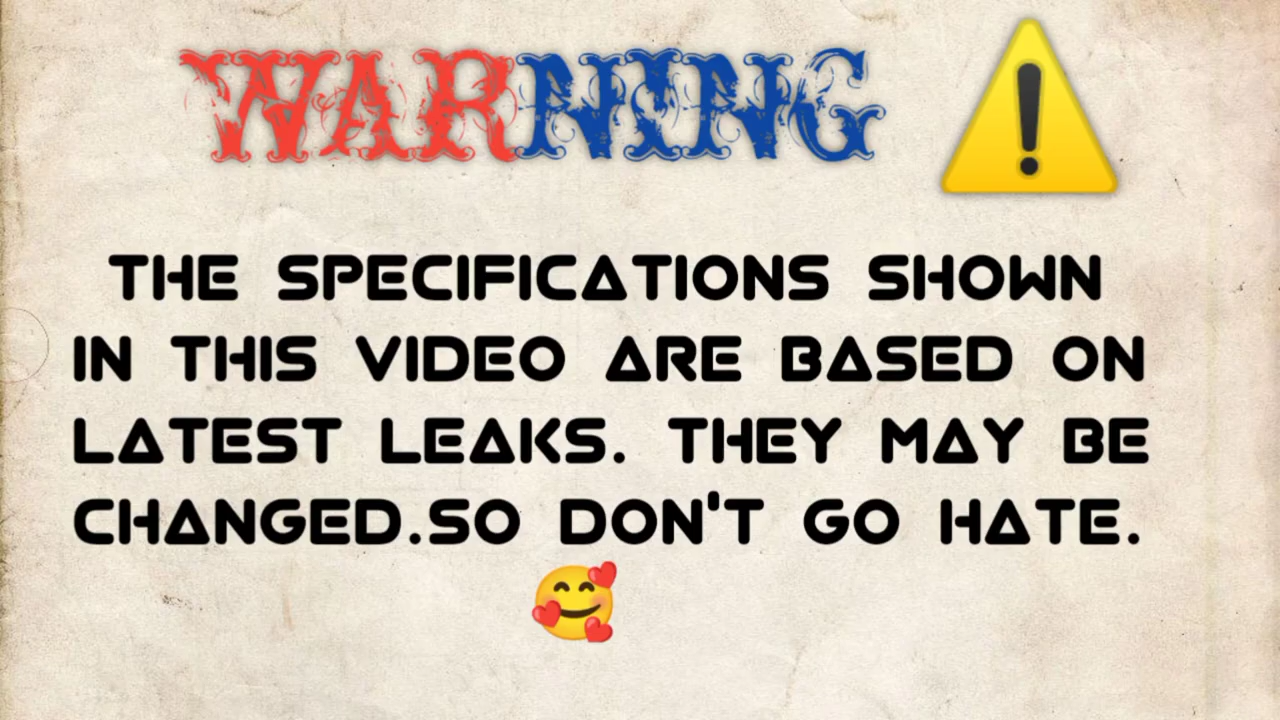 WARNING ⚠️
THE SPECIFICATIONS SHOWN
IN THIS VIDEO ARE BASED ON
LATEST LEAKS. THEY MAY BE
CHANGED.SO DON'T GO HATE.
🥰